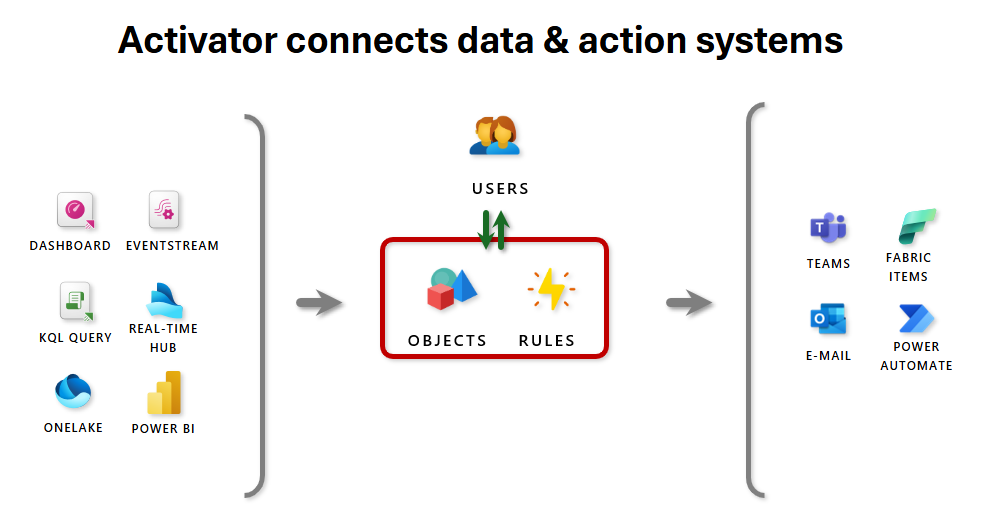 Activator connects data & action systems
DASHBOARD
EVENTSTREAM
KQL QUERY
REAL-TIME
HUB
ONELAKE
POWER BI
USERS
OBJECTS
RULES
TEAMS
FABRIC
ITEMS
E-MAIL
POWER
AUTOMATE